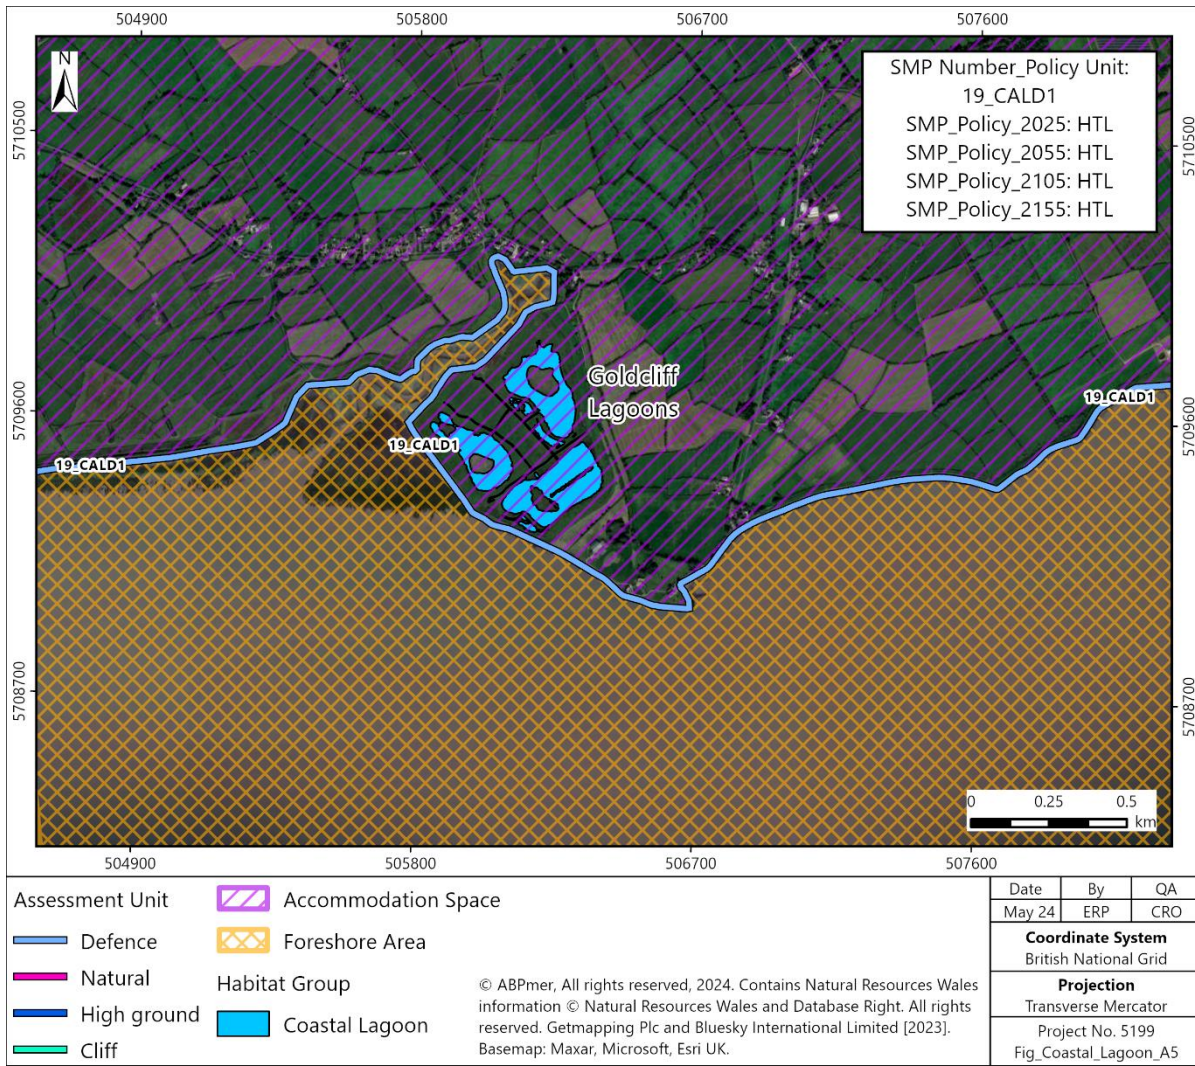 504900
505800
506700
507600
N
SMP Number_Policy Unit:
19_CALD1
SMP_Policy_2025: HTL
SMP_Policy_2055: HTL
SMP_Policy_2105: HTL
SMP_Policy_2155: HTL
5710500
5710500
Goldcliff
Lagoons
5709600
5709600
19_CALD1
19_CALD1
19_CALD1
5708700
5708700
0 0.25 0.5
km
504900
505800
506700
507600
Assessment Unit
Defence
Natural
High ground
Cliff
Accommodation Space
Foreshore Area
Habitat Group
Coastal Lagoon
© ABPmer, All rights reserved, 2024. Contains Natural Resources Wales
information © Natural Resources Wales and Database Right. All rights
reserved. Getmapping Plc and Bluesky International Limited [2023].
Basemap: Maxar, Microsoft, Esri UK.
Date By QA
May 24 ERP CRO
Coordinate System
British National Grid
Projection
Transverse Mercator
Project No. 5199
Fig_Coastal_Lagoon_A5